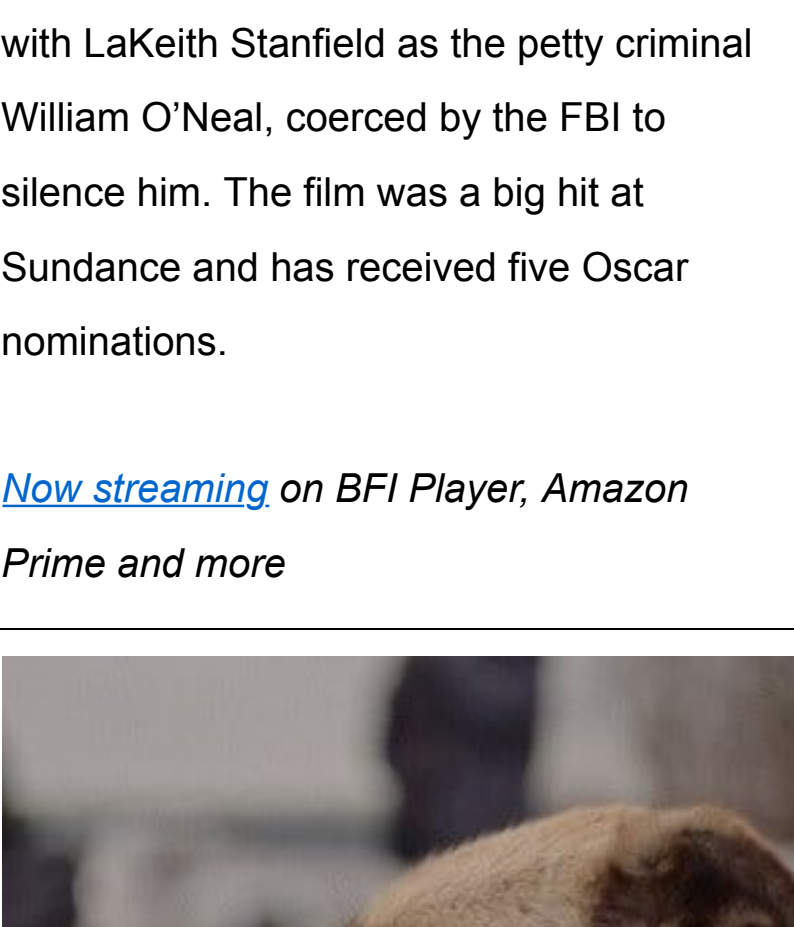 with LaKeith Stanfield as the petty criminal
William O’Neal, coerced by the FBI to
silence him. The film was a big hit at
Sundance and has received five Oscar
nominations.
Now streaming on BFI Player, Amazon
Prime and more